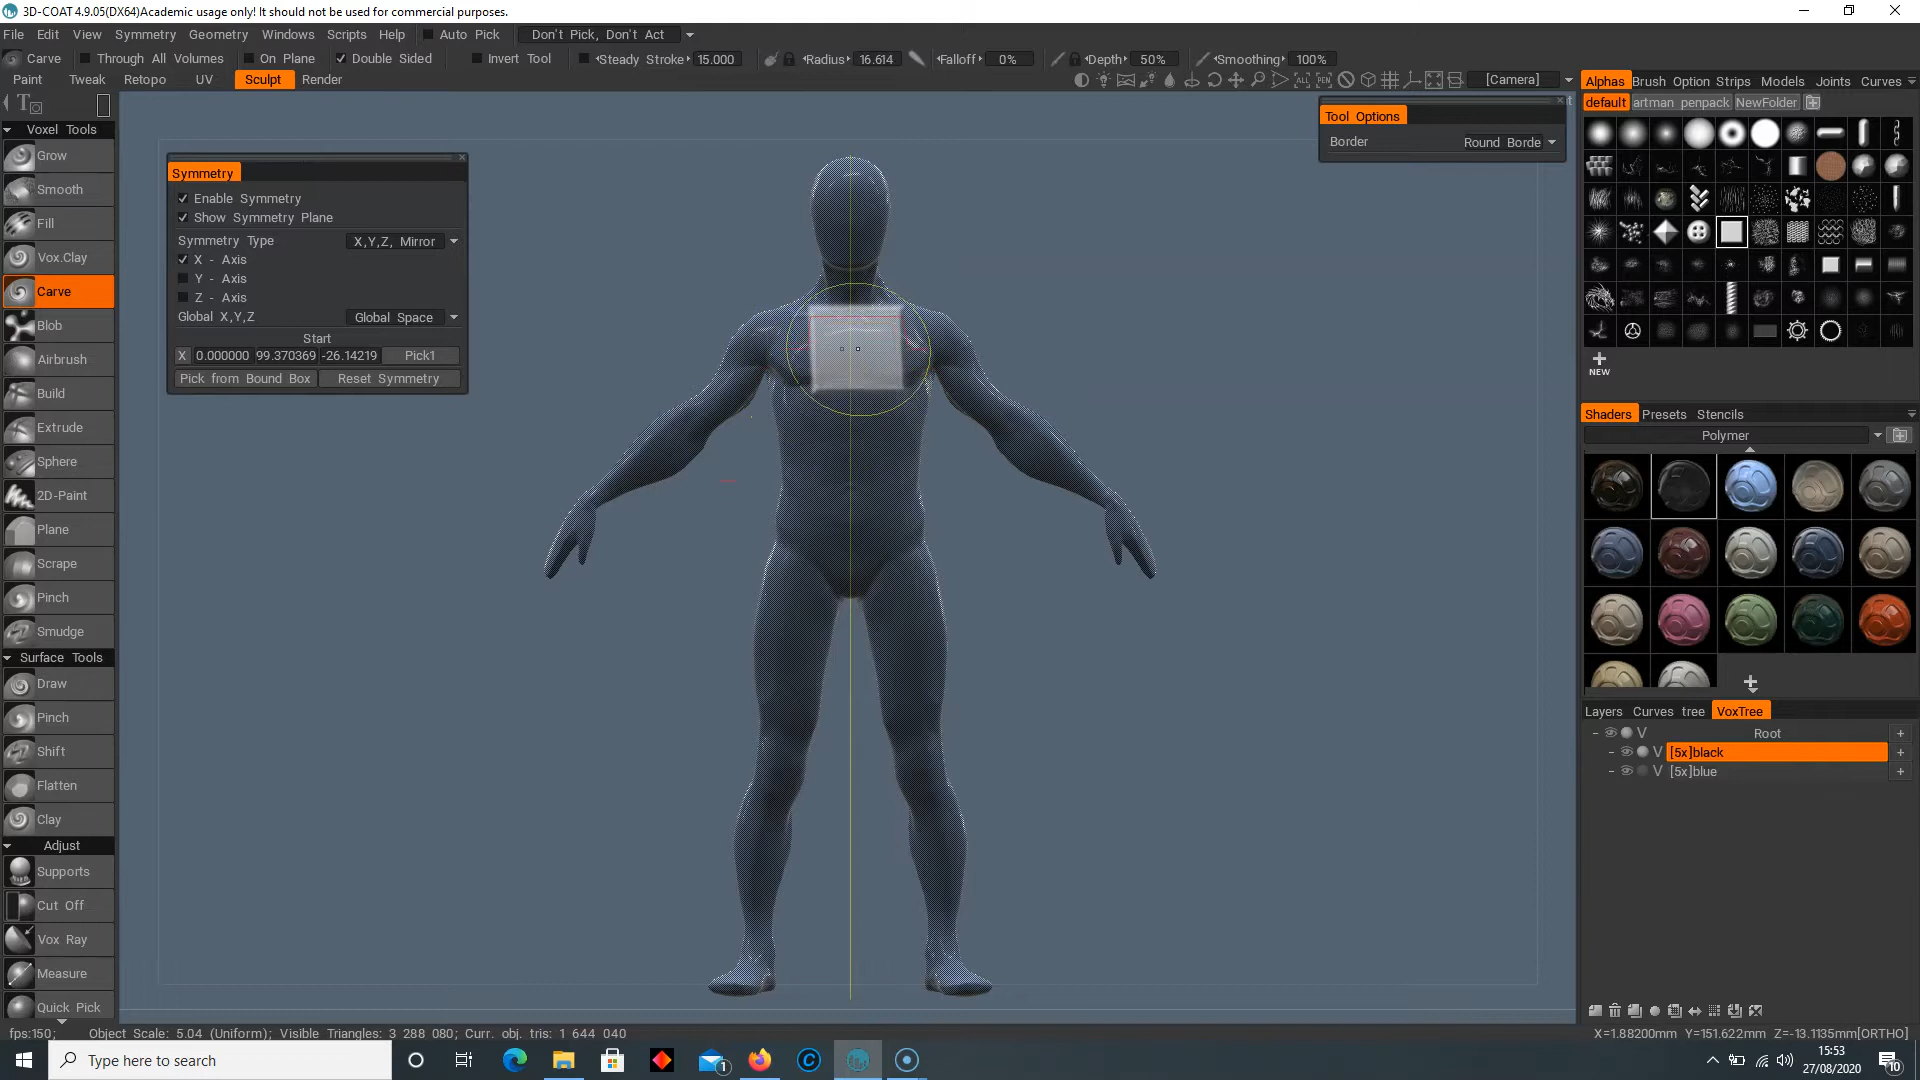 3D-COAT 4.9.05(DX64)Academic usage only! It should not be used for commercial purposes.
File Edit View Symmetry Geometry Windows Scripts Help Auto Pick Don't Pick, Don't Act
Carve Through All Volumes On Plane Double Sided Invert Tool Steady Stroke 15.000 Radius 16.614 Falloff 0% Depth 50% Smoothing 100%
Paint Tweak Retopo UV Sculpt Render [Camera]
Voxel Tools
Grow
Smooth
Fill
Vox.Clay
Carve
Blob
Airbrush
Build
Extrude
Sphere
2D-Paint
Plane
Scrape
Pinch
Smudge
Surface Tools
Draw
Pinch
Shift
Flatten
Clay
Adjust
Supports
Cut Off
Vox Ray
Measure
Quick Pick
Symmetry
Enable Symmetry
Show Symmetry Plane
Symmetry Type X,Y,Z, Mirror
X - Axis
Y - Axis
Z - Axis
Global X,Y,Z Global Space
Start
X 0.000000 99.370369 -26.14219 Pick1
Pick from Bound Box Reset Symmetry
Tool Options
Border Round Borde
Alphas Brush Option Strips Models Joints Curves
default artman penpack NewFolder
NEW
Shaders Presets Stencils
Polymer
Layers Curves tree VoxTree
V Root
V [5x]black
V [5x]blue
fps:150; Object Scale: 5.04 (Uniform); Visible Triangles: 3 288 080; Curr. obj. tris: 1 644 040
X=1.88200mm Y=151.622mm Z=-13.1135mm[ORTHO]
Type here to search
1
15:53
27/08/2020
10